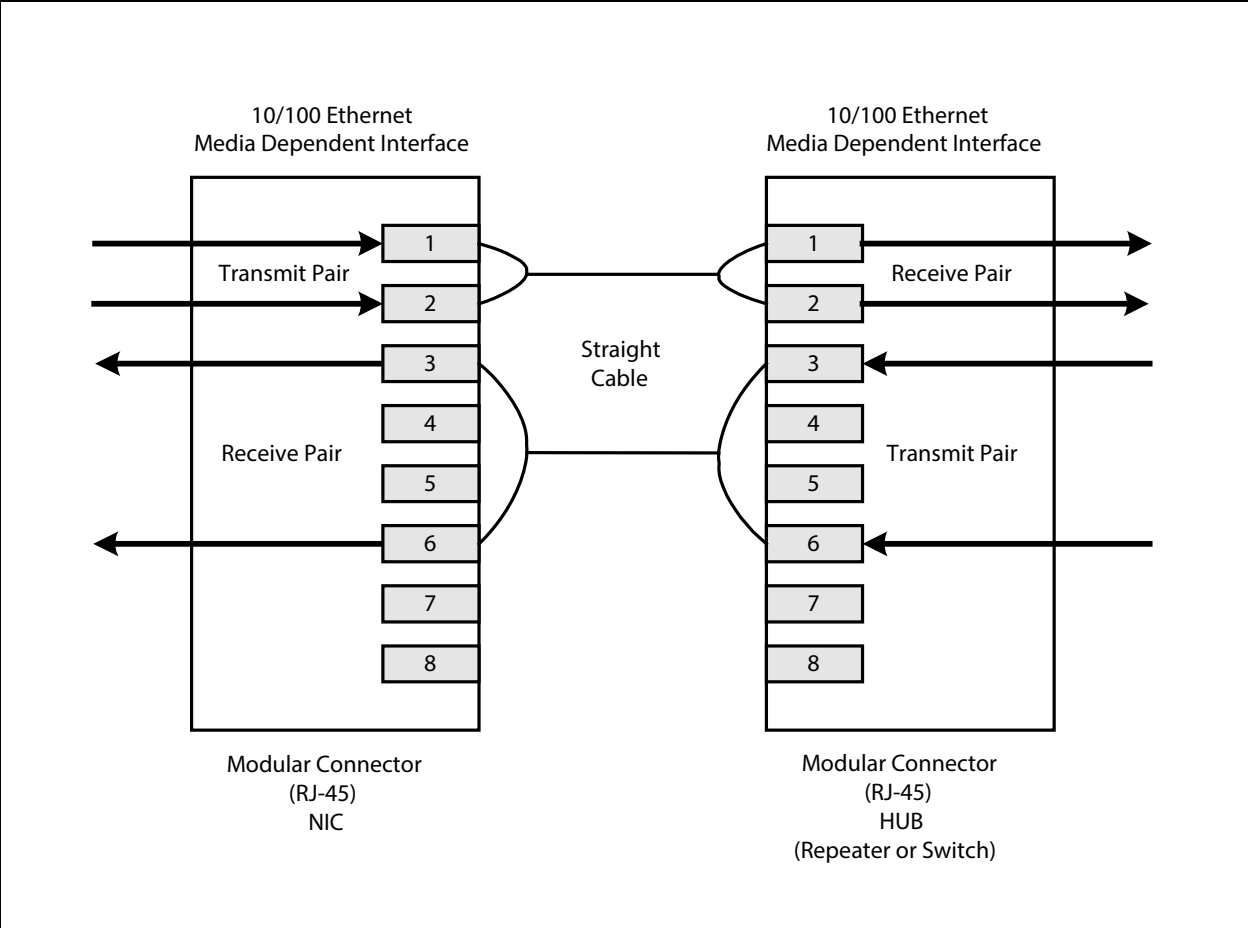 10/100 Ethernet
Media Dependent Interface
10/100 Ethernet
Media Dependent Interface
1
Transmit Pair
2
3
4
Receive Pair
5
6
7
8
Straight
Cable
1
Receive Pair
2
3
4
Transmit Pair
5
6
7
8
Modular Connector
(RJ-45)
NIC
Modular Connector
(RJ-45)
HUB
(Repeater or Switch)